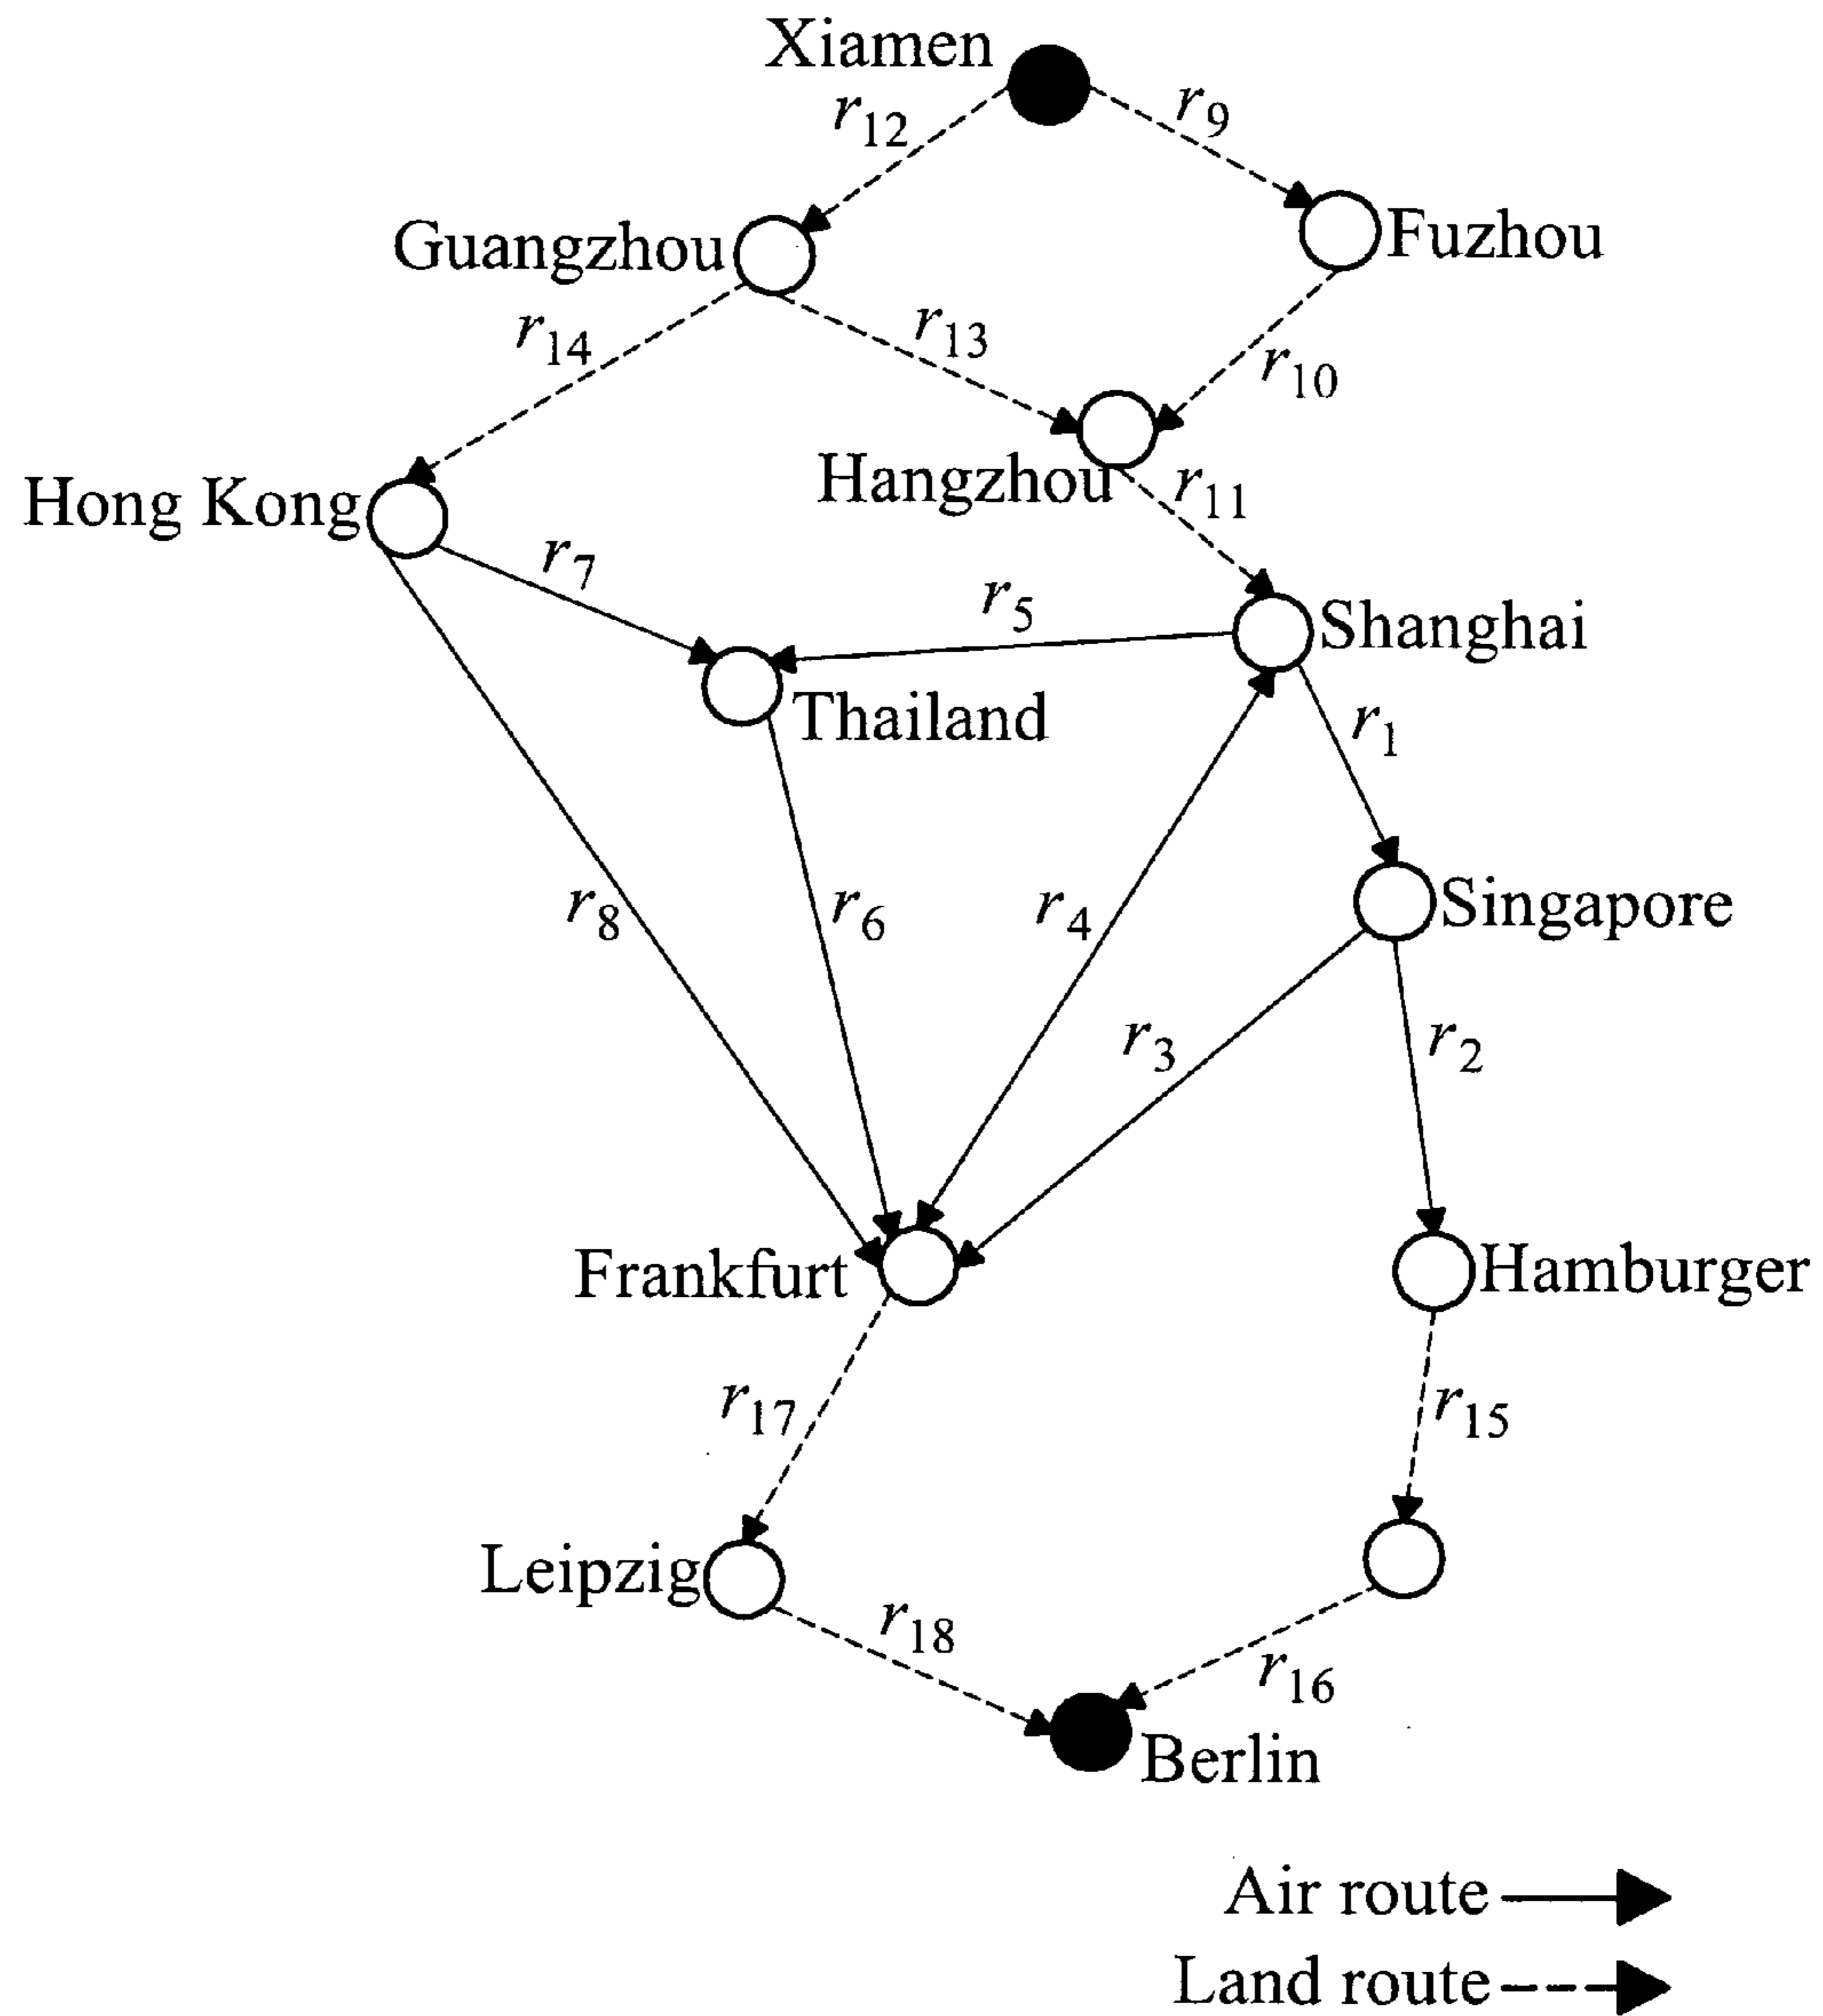 Xiamen
r12
r9
Guangzhou
Fuzhou
r14
r13
r10
Hangzhou
r11
Hong Kong
r7
r5
Shanghai
Thailand
r1
r8
r6
r4
Singapore
r3
r2
Frankfurt
Hamburger
r17
r15
Leipzig
r18
r16
Berlin
Air route
Land route